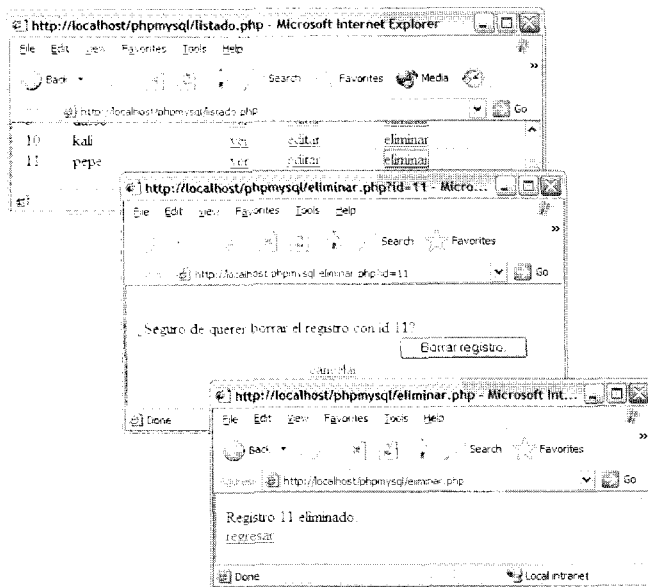 http://localhost/phpmysql/listado.php - Microsoft Internet Explorer
File Edit View Favorites Tools Help
Back Search Favorites Media
http://localhost/phpmysql/listado.php Go
10 kali ver editar eliminar
11 pepe ver editar eliminar
http://localhost/phpmysql/eliminar.php?id=11 - Micro...
File Edit View Favorites Tools Help
Search Favorites
http://localhost/phpmysql/eliminar.php?id=11 Go
¿Seguro de querer borrar el registro con id 11?
Borrar registro.
cancelar
Done
http://localhost/phpmysql/eliminar.php - Microsoft Int...
File Edit View Favorites Tools Help
Back Search Favorites
Address http://localhost/phpmysql/eliminar.php Go
Registro 11 eliminado.
regresar
Done Local intranet